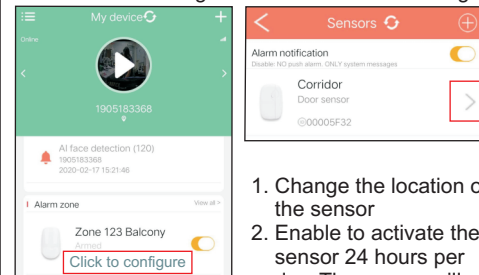 My device
Online
1905183368
AI face detection (120)
1905183368
2020-02-17 15:21:46
Alarm zone
View all >
Zone 123 Balcony
Armed
Click to configure
Sensors
Alarm notification
Disable: NO push alarm. ONLY system messages
Corridor
Door sensor
00005F32
1. Change the location o
the sensor
2. Enable to activate the
sensor 24 hours per